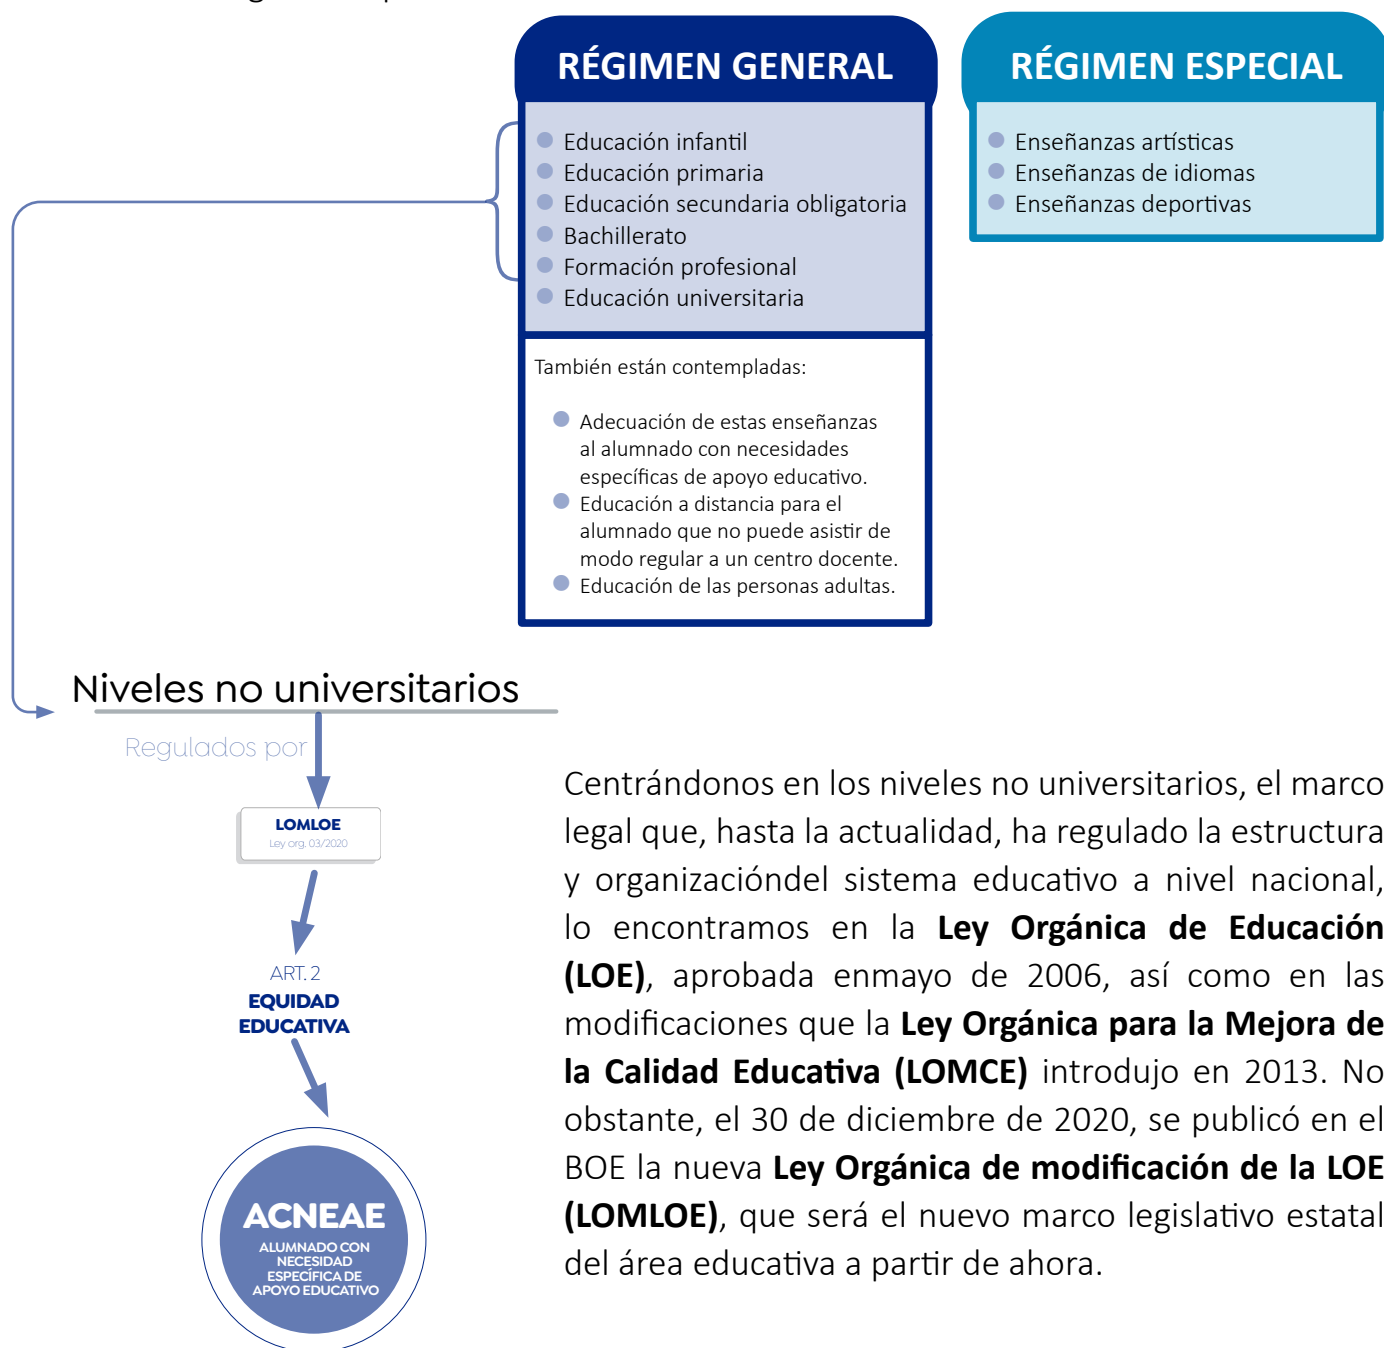 RÉGIMEN GENERAL
Educación infantil
Educación primaria
Educación secundaria obligatoria
Bachillerato
Formación profesional
Educación universitaria
También están contempladas:
Adecuación de estas enseñanzas
al alumnado con necesidades
específicas de apoyo educativo.
Educación a distancia para el
alumnado que no puede asistir de
modo regular a un centro docente.
Educación de las personas adultas.
RÉGIMEN ESPECIAL
Enseñanzas artísticas
Enseñanzas de idiomas
Enseñanzas deportivas
Niveles no universitarios
Regulados por
LOMLOE
Ley org. 03/2020
ART. 2
EQUIDAD
EDUCATIVA
ACNEAE
ALUMNADO CON
NECESIDAD
ESPECÍFICA DE
APOYO EDUCATIVO
Centrándonos en los niveles no universitarios, el marco
legal que, hasta la actualidad, ha regulado la estructura
y organizacióndel sistema educativo a nivel nacional,
lo encontramos en la Ley Orgánica de Educación
(LOE), aprobada enmayo de 2006, así como en las
modificaciones que la Ley Orgánica para la Mejora de
la Calidad Educativa (LOMCE) introdujo en 2013. No
obstante, el 30 de diciembre de 2020, se publicó en el
BOE la nueva Ley Orgánica de modificación de la LOE
(LOMLOE), que será el nuevo marco legislativo estatal
del área educativa a partir de ahora.